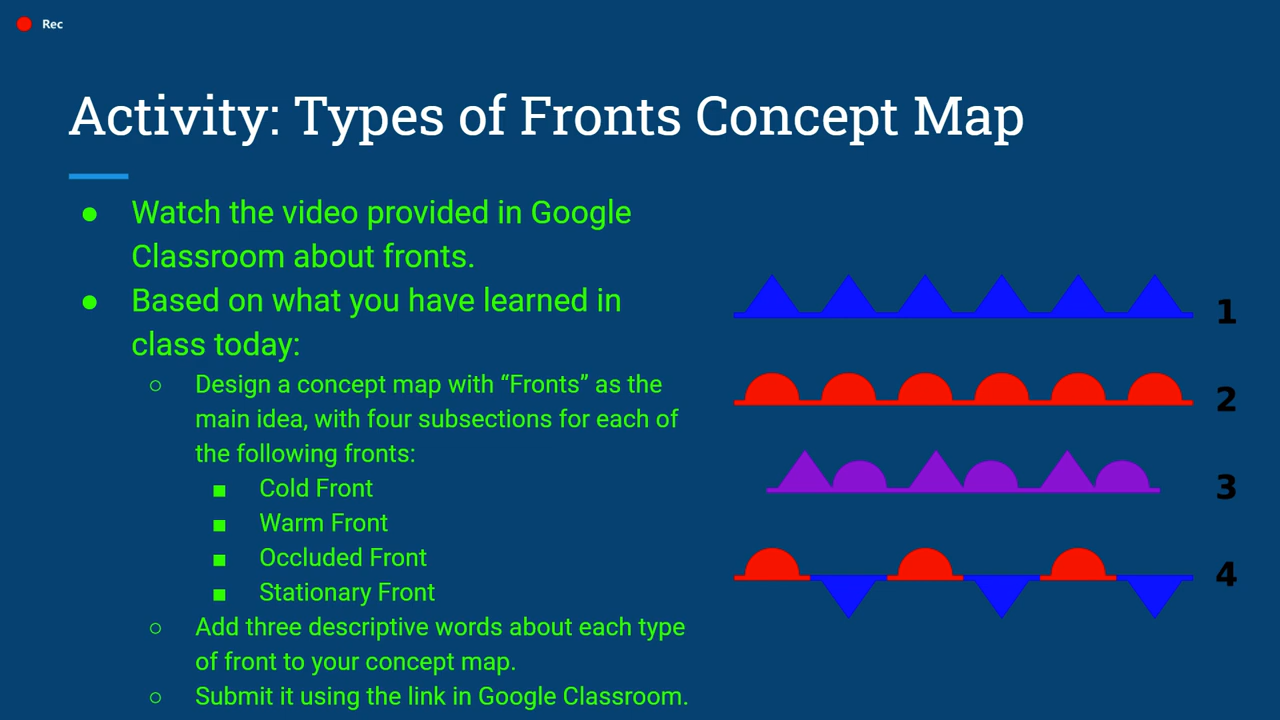 Rec
Activity: Types of Fronts Concept Map
● Watch the video provided in Google
Classroom about fronts.
● Based on what you have learned in
class today:
○ Design a concept map with “Fronts” as the
main idea, with four subsections for each of
the following fronts:
■ Cold Front
■ Warm Front
■ Occluded Front
■ Stationary Front
○ Add three descriptive words about each type
of front to your concept map.
○ Submit it using the link in Google Classroom.
1
2
3
4